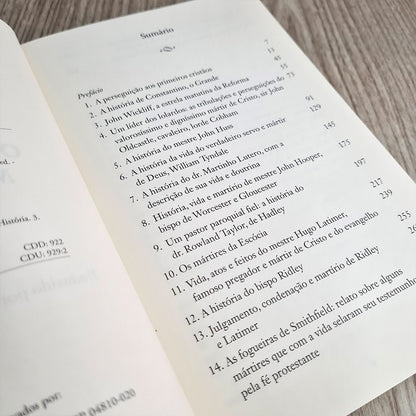 ed.
História. 3.
CDD: 922
CDU: 929:2
ados por:
04810-020
Sumário
Prefácio 7
1. A perseguição aos primeiros cristãos 13
2. A história de Constantino, o Grande 45
3. John Wickliff, a estrela matutina da Reforma 55
4. Um líder dos lolardos: as tribulações e perseguições do 73
valorosíssimo e digníssimo mártir de Cristo, sir John
Oldcastle, cavaleiro, lorde Cobham
5. A história do mestre John Huss 91
6. A história da vida do verdadeiro servo e mártir 129
de Deus, William Tyndale
7. A história do dr. Martinho Lutero, com a 145
descrição de sua vida e doutrina
8. História, vida e martírio de mestre John Hooper, 175
bispo de Worcester e Gloucester
9. Um pastor paroquial fiel: a história do 197
dr. Rowland Taylor, de Hadley
10. Os mártires da Escócia 217
11. Vida, atos e feitos do mestre Hugo Latimer, 235
famoso pregador e mártir de Cristo e do evangelho
12. A história do bispo Ridley
13. Julgamento, condenação e martírio de Ridley
e Latimer
14. As fogueiras de Smithfield: relato sobre alguns
mártires que com a vida selaram seu testemunho
pela fé protestante